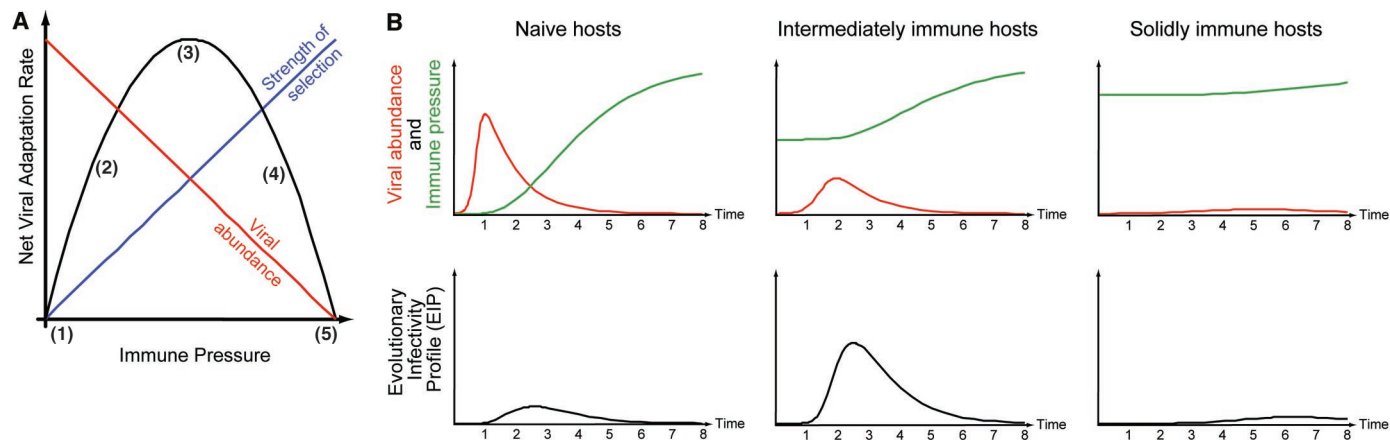 A
Net Viral Adaptation Rate
(1)
(2)
(3)
(4)
(5)
Strength of
selection
Viral
abundance
Immune Pressure
B
Naive hosts
Intermediately immune hosts
Solidly immune hosts
Viral abundance
and
Immune pressure
1 2 3 4 5 6 7 8 Time
1 2 3 4 5 6 7 8 Time
1 2 3 4 5 6 7 8 Time
Evolutionary
Infectivity
Profile (EIP)
1 2 3 4 5 6 7 8 Time
1 2 3 4 5 6 7 8 Time
1 2 3 4 5 6 7 8 Time